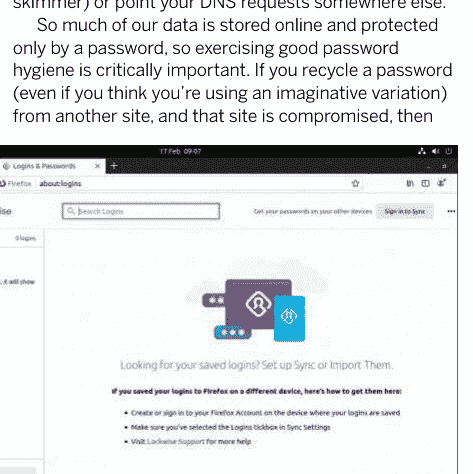 skimmer) or point your DNS requests somewhere else.
So much of our data is stored online and protected
only by a password, so exercising good password
hygiene is critically important. If you recycle a password
(even if you think you're using an imaginative variation)
from another site, and that site is compromised, then
17 Feb 09:07
Logins & Passwords × +
Firefox about:logins
ise Search Logins Get your passwords on your other devices Sign in to Sync •••
0 logins
, it will show
Looking for your saved logins? Set up Sync or Import Them.
If you saved your logins to Firefox on a different device, here's how to get them here:
• Create or sign in to your Firefox Account on the device where your logins are saved
• Make sure you've selected the Logins tickbox in Sync Settings
• Visit Lockwise Support for more help